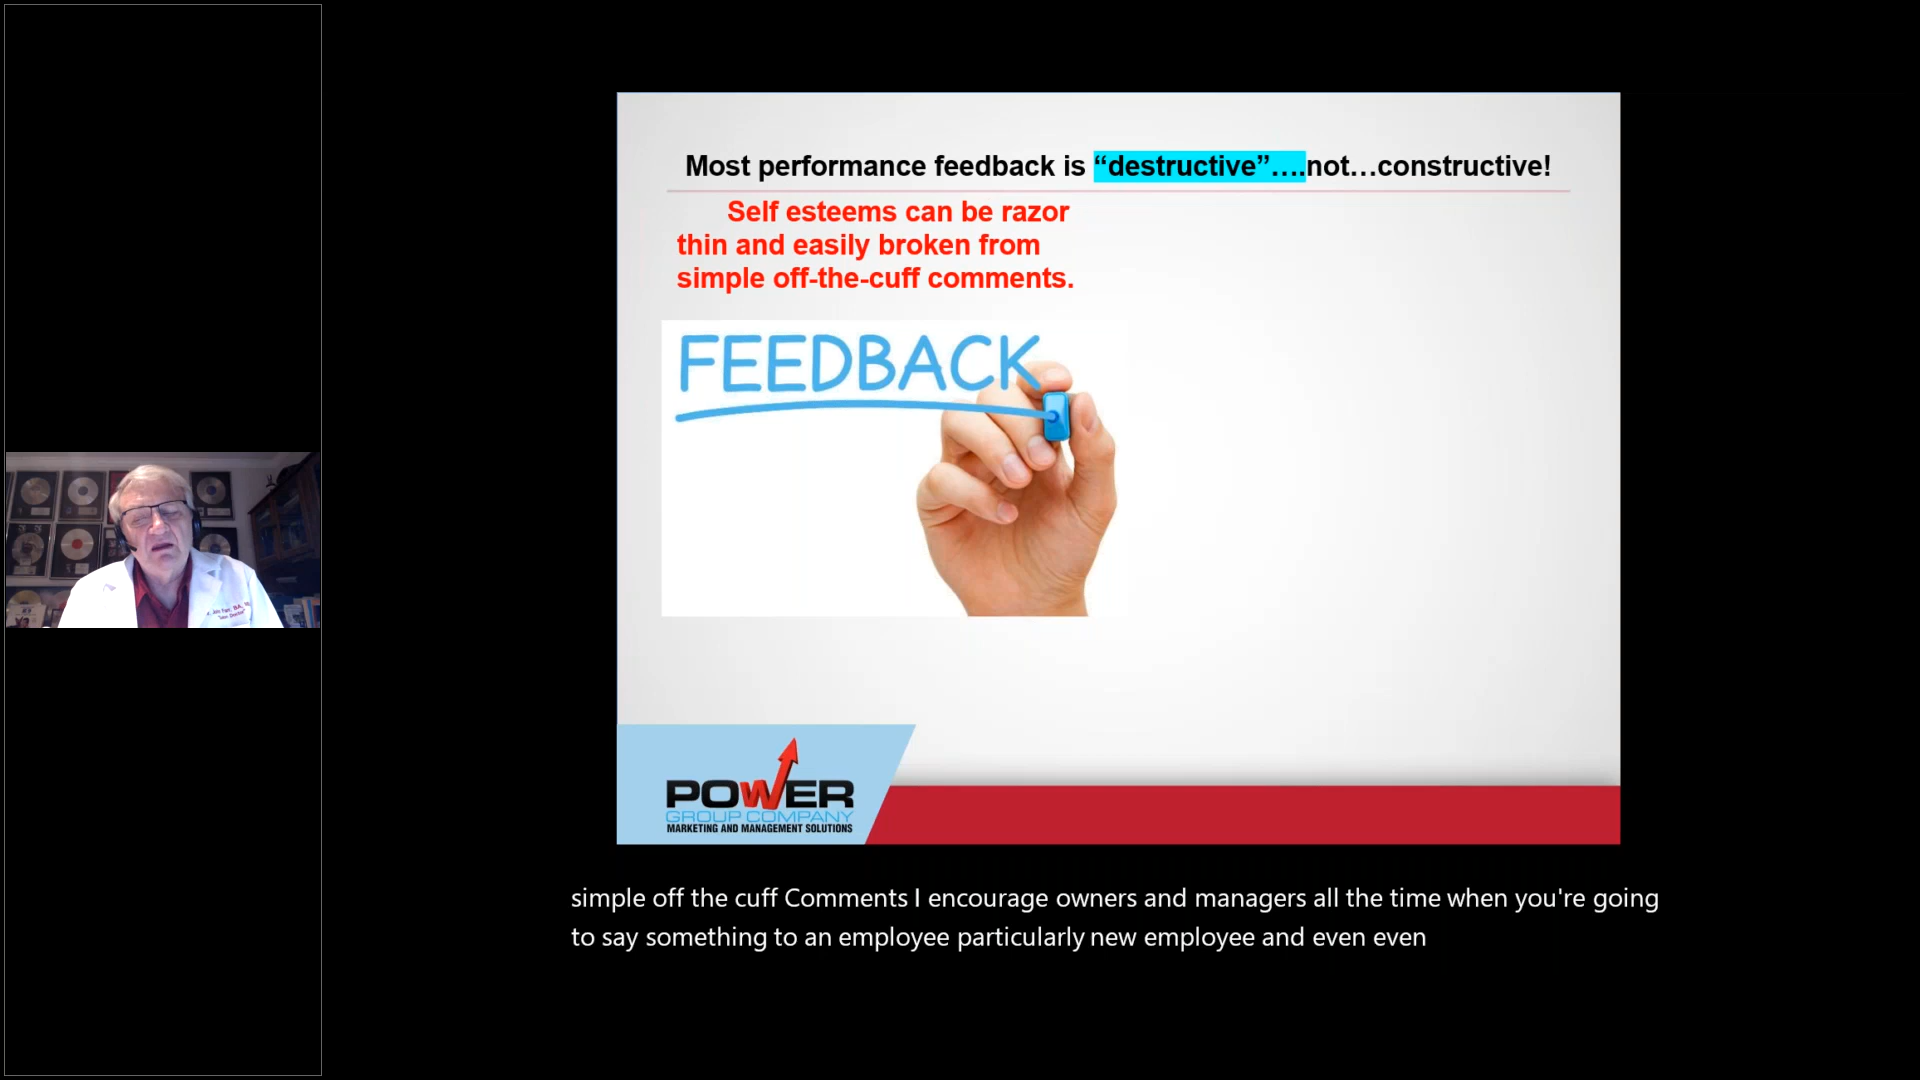 Most performance feedback is “destructive”….not…constructive!
Self esteems can be razor
thin and easily broken from
simple off-the-cuff comments.
FEEDBACK
POWER
GROUP COMPANY
MARKETING AND MANAGEMENT SOLUTIONS
simple off the cuff Comments I encourage owners and managers all the time when you're going
to say something to an employee particularly new employee and even even